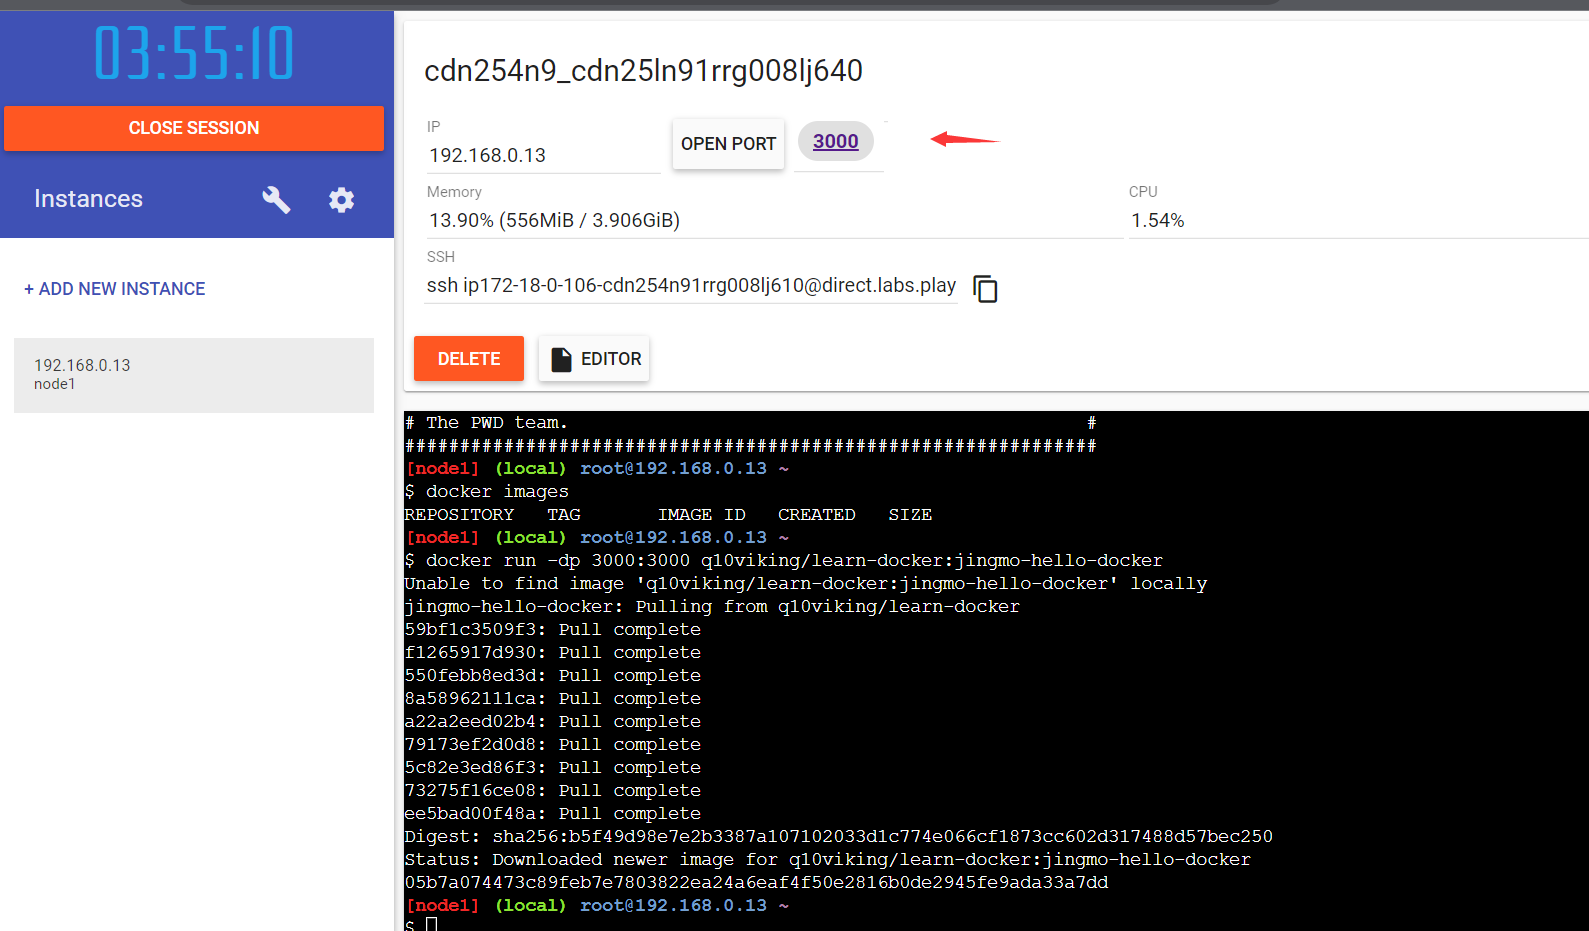 03:55:10
CLOSE SESSION
Instances
+ ADD NEW INSTANCE
192.168.0.13
node1
cdn254n9_cdn25ln91rrg008lj640
IP
192.168.0.13
OPEN PORT
3000
Memory
13.90% (556MiB / 3.906GiB)
CPU
1.54%
SSH
ssh ip172-18-0-106-cdn254n91rrg008lj610@direct.labs.play
DELETE
EDITOR
# The PWD team. #
###############################################################
[node1] (local) root@192.168.0.13 ~
$ docker images
REPOSITORY TAG IMAGE ID CREATED SIZE
[node1] (local) root@192.168.0.13 ~
$ docker run -dp 3000:3000 q10viking/learn-docker:jingmo-hello-docker
Unable to find image 'q10viking/learn-docker:jingmo-hello-docker' locally
jingmo-hello-docker: Pulling from q10viking/learn-docker
59bf1c3509f3: Pull complete
f1265917d930: Pull complete
550febb8ed3d: Pull complete
8a58962111ca: Pull complete
a22a2eed02b4: Pull complete
79173ef2d0d8: Pull complete
5c82e3ed86f3: Pull complete
73275f16ce08: Pull complete
ee5bad00f48a: Pull complete
Digest: sha256:b5f49d98e7e2b3387a107102033d1c774e066cf1873cc602d317488d57bec250
Status: Downloaded newer image for q10viking/learn-docker:jingmo-hello-docker
05b7a074473c89feb7e7803822ea24a6eaf4f50e2816b0de2945fe9ada33a7dd
[node1] (local) root@192.168.0.13 ~
$